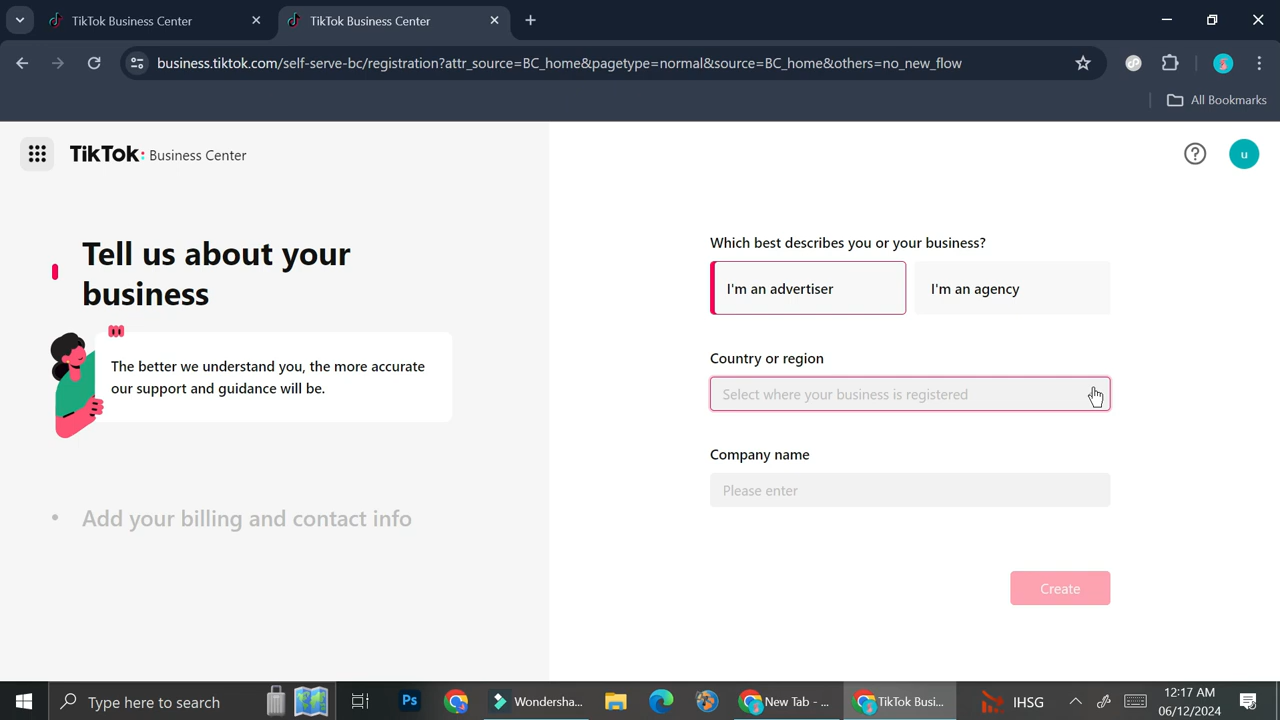 TikTok Business Center
TikTok Business Center
business.tiktok.com/self-serve-bc/registration?attr_source=BC_home&pagetype=normal&source=BC_home&others=no_new_flow
All Bookmarks
TikTok: Business Center
u
Tell us about your
business
The better we understand you, the more accurate
our support and guidance will be.
Add your billing and contact info
Which best describes you or your business?
I'm an advertiser
I'm an agency
Country or region
Select where your business is registered
Company name
Please enter
Create
Type here to search
Ps
Wondersha...
New Tab - ...
TikTok Busi...
IHSG
12:17 AM
06/12/2024